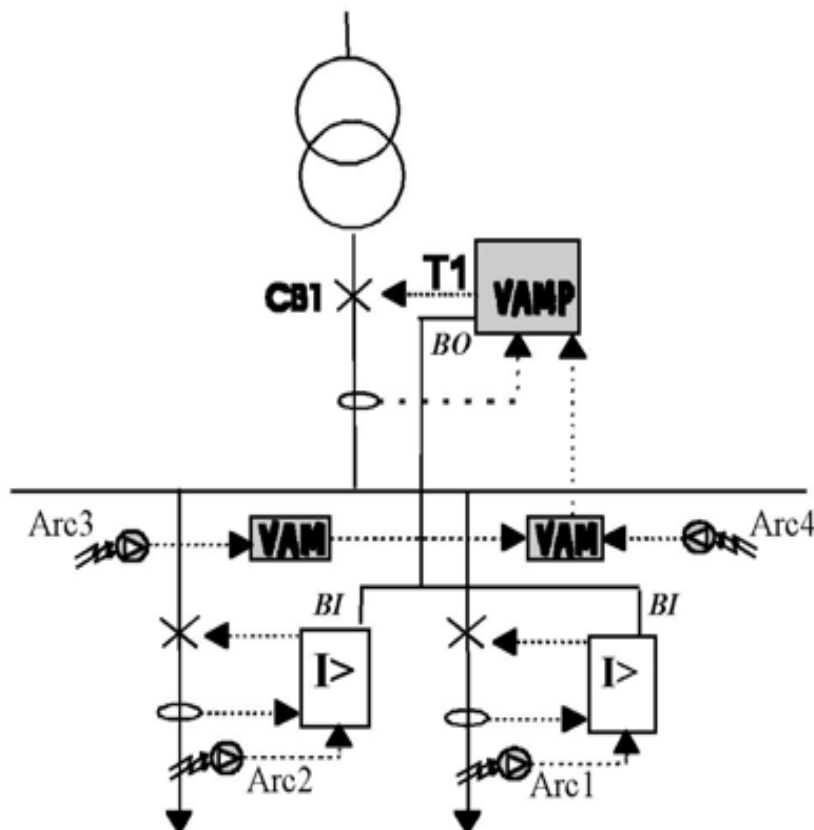 T1
CB1
VAMP
BO
Arc3
VAM
VAM
Arc4
BI
BI
I>
I>
Arc2
Arc1